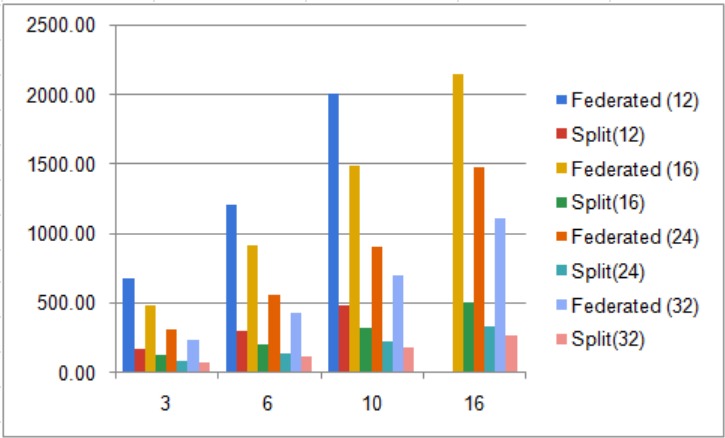 2500.00
2000.00
1500.00
1000.00
500.00
0.00
3
6
10
16
Federated (12)
Split(12)
Federated (16)
Split(16)
Federated (24)
Split(24)
Federated (32)
Split(32)